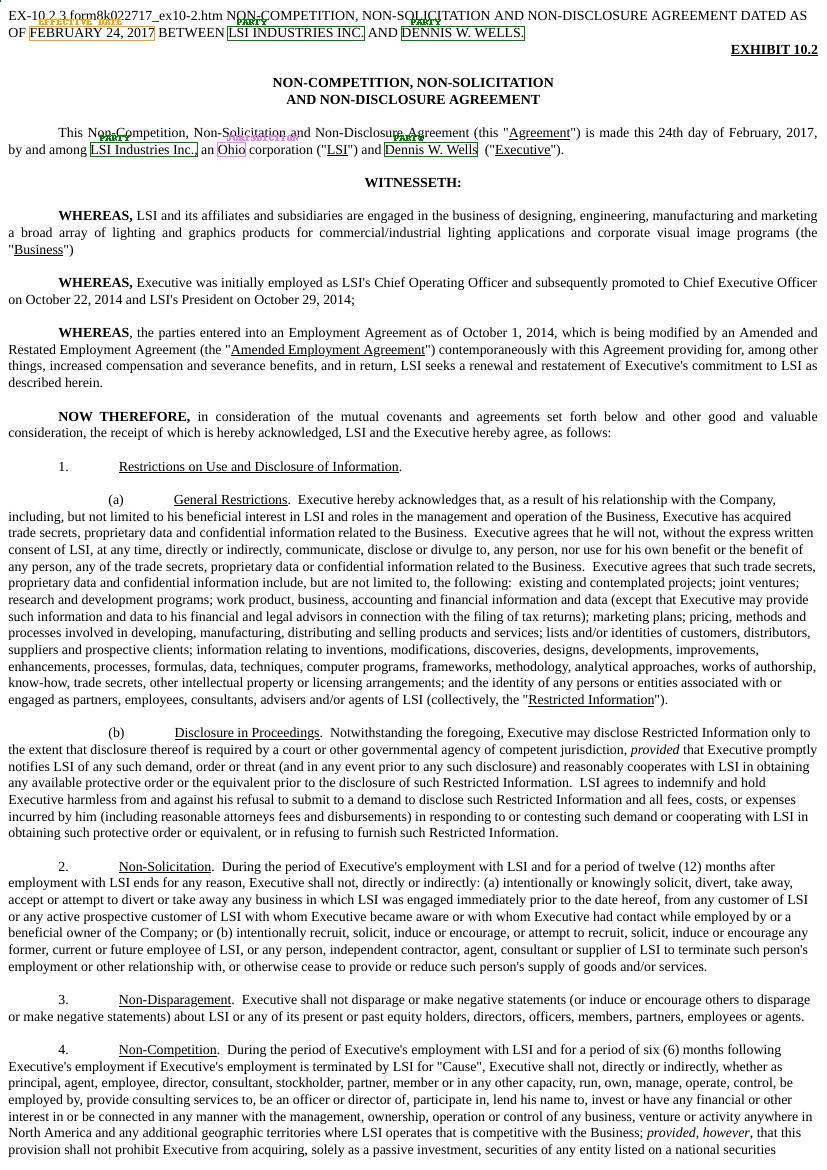 EX-10.2 3 form8k022717_ex10-2.htm NON-COMPETITION, NON-SOLICITATION AND NON-DISCLOSURE AGREEMENT DATED AS
EFFECTIVE DATE PARTY PARTY
OF FEBRUARY 24, 2017 BETWEEN LSI INDUSTRIES INC. AND DENNIS W. WELLS.
EXHIBIT 10.2
NON-COMPETITION, NON-SOLICITATION
AND NON-DISCLOSURE AGREEMENT
This Non-Competition, Non-Solicitation and Non-Disclosure Agreement (this "Agreement") is made this 24th day of February, 2017,
PARTY JURISDICTION PARTY
by and among LSI Industries Inc., an Ohio corporation ("LSI") and Dennis W. Wells ("Executive").
WITNESSETH:
WHEREAS, LSI and its affiliates and subsidiaries are engaged in the business of designing, engineering, manufacturing and marketing
a broad array of lighting and graphics products for commercial/industrial lighting applications and corporate visual image programs (the
"Business")
WHEREAS, Executive was initially employed as LSI's Chief Operating Officer and subsequently promoted to Chief Executive Officer
on October 22, 2014 and LSI's President on October 29, 2014;
WHEREAS, the parties entered into an Employment Agreement as of October 1, 2014, which is being modified by an Amended and
Restated Employment Agreement (the "Amended Employment Agreement") contemporaneously with this Agreement providing for, among other
things, increased compensation and severance benefits, and in return, LSI seeks a renewal and restatement of Executive's commitment to LSI as
described herein.
NOW THEREFORE, in consideration of the mutual covenants and agreements set forth below and other good and valuable
consideration, the receipt of which is hereby acknowledged, LSI and the Executive hereby agree, as follows:
1. Restrictions on Use and Disclosure of Information.
(a) General Restrictions. Executive hereby acknowledges that, as a result of his relationship with the Company,
including, but not limited to his beneficial interest in LSI and roles in the management and operation of the Business, Executive has acquired
trade secrets, proprietary data and confidential information related to the Business. Executive agrees that he will not, without the express written
consent of LSI, at any time, directly or indirectly, communicate, disclose or divulge to, any person, nor use for his own benefit or the benefit of
any person, any of the trade secrets, proprietary data or confidential information related to the Business. Executive agrees that such trade secrets,
proprietary data and confidential information include, but are not limited to, the following: existing and contemplated projects; joint ventures;
research and development programs; work product, business, accounting and financial information and data (except that Executive may provide
such information and data to his financial and legal advisors in connection with the filing of tax returns); marketing plans; pricing, methods and
processes involved in developing, manufacturing, distributing and selling products and services; lists and/or identities of customers, distributors,
suppliers and prospective clients; information relating to inventions, modifications, discoveries, designs, developments, improvements,
enhancements, processes, formulas, data, techniques, computer programs, frameworks, methodology, analytical approaches, works of authorship,
know-how, trade secrets, other intellectual property or licensing arrangements; and the identity of any persons or entities associated with or
engaged as partners, employees, consultants, advisers and/or agents of LSI (collectively, the "Restricted Information").
(b) Disclosure in Proceedings. Notwithstanding the foregoing, Executive may disclose Restricted Information only to
the extent that disclosure thereof is required by a court or other governmental agency of competent jurisdiction, provided that Executive promptly
notifies LSI of any such demand, order or threat (and in any event prior to any such disclosure) and reasonably cooperates with LSI in obtaining
any available protective order or the equivalent prior to the disclosure of such Restricted Information. LSI agrees to indemnify and hold
Executive harmless from and against his refusal to submit to a demand to disclose such Restricted Information and all fees, costs, or expenses
incurred by him (including reasonable attorneys fees and disbursements) in responding to or contesting such demand or cooperating with LSI in
obtaining such protective order or equivalent, or in refusing to furnish such Restricted Information.
2. Non-Solicitation. During the period of Executive's employment with LSI and for a period of twelve (12) months after
employment with LSI ends for any reason, Executive shall not, directly or indirectly: (a) intentionally or knowingly solicit, divert, take away,
accept or attempt to divert or take away any business in which LSI was engaged immediately prior to the date hereof, from any customer of LSI
or any active prospective customer of LSI with whom Executive became aware or with whom Executive had contact while employed by or a
beneficial owner of the Company; or (b) intentionally recruit, solicit, induce or encourage, or attempt to recruit, solicit, induce or encourage any
former, current or future employee of LSI, or any person, independent contractor, agent, consultant or supplier of LSI to terminate such person's
employment or other relationship with, or otherwise cease to provide or reduce such person's supply of goods and/or services.
3. Non-Disparagement. Executive shall not disparage or make negative statements (or induce or encourage others to disparage
or make negative statements) about LSI or any of its present or past equity holders, directors, officers, members, partners, employees or agents.
4. Non-Competition. During the period of Executive's employment with LSI and for a period of six (6) months following
Executive's employment if Executive's employment is terminated by LSI for "Cause", Executive shall not, directly or indirectly, whether as
principal, agent, employee, director, consultant, stockholder, partner, member or in any other capacity, run, own, manage, operate, control, be
employed by, provide consulting services to, be an officer or director of, participate in, lend his name to, invest or have any financial or other
interest in or be connected in any manner with the management, ownership, operation or control of any business, venture or activity anywhere in
North America and any additional geographic territories where LSI operates that is competitive with the Business; provided, however, that this
provision shall not prohibit Executive from acquiring, solely as a passive investment, securities of any entity listed on a national securities